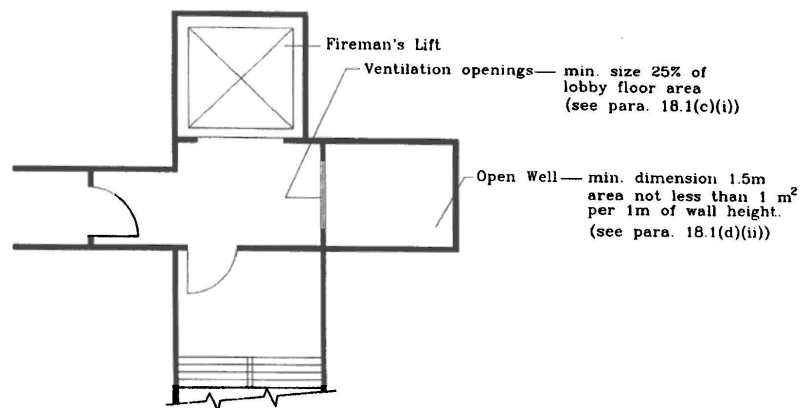 Fireman's Lift
Ventilation openings — min. size 25% of
lobby floor area
(see para. 18.1(c)(i))
Open Well — min. dimension 1.5m
area not less than 1 m²
per 1m of wall height.
(see para. 18.1(d)(ii))